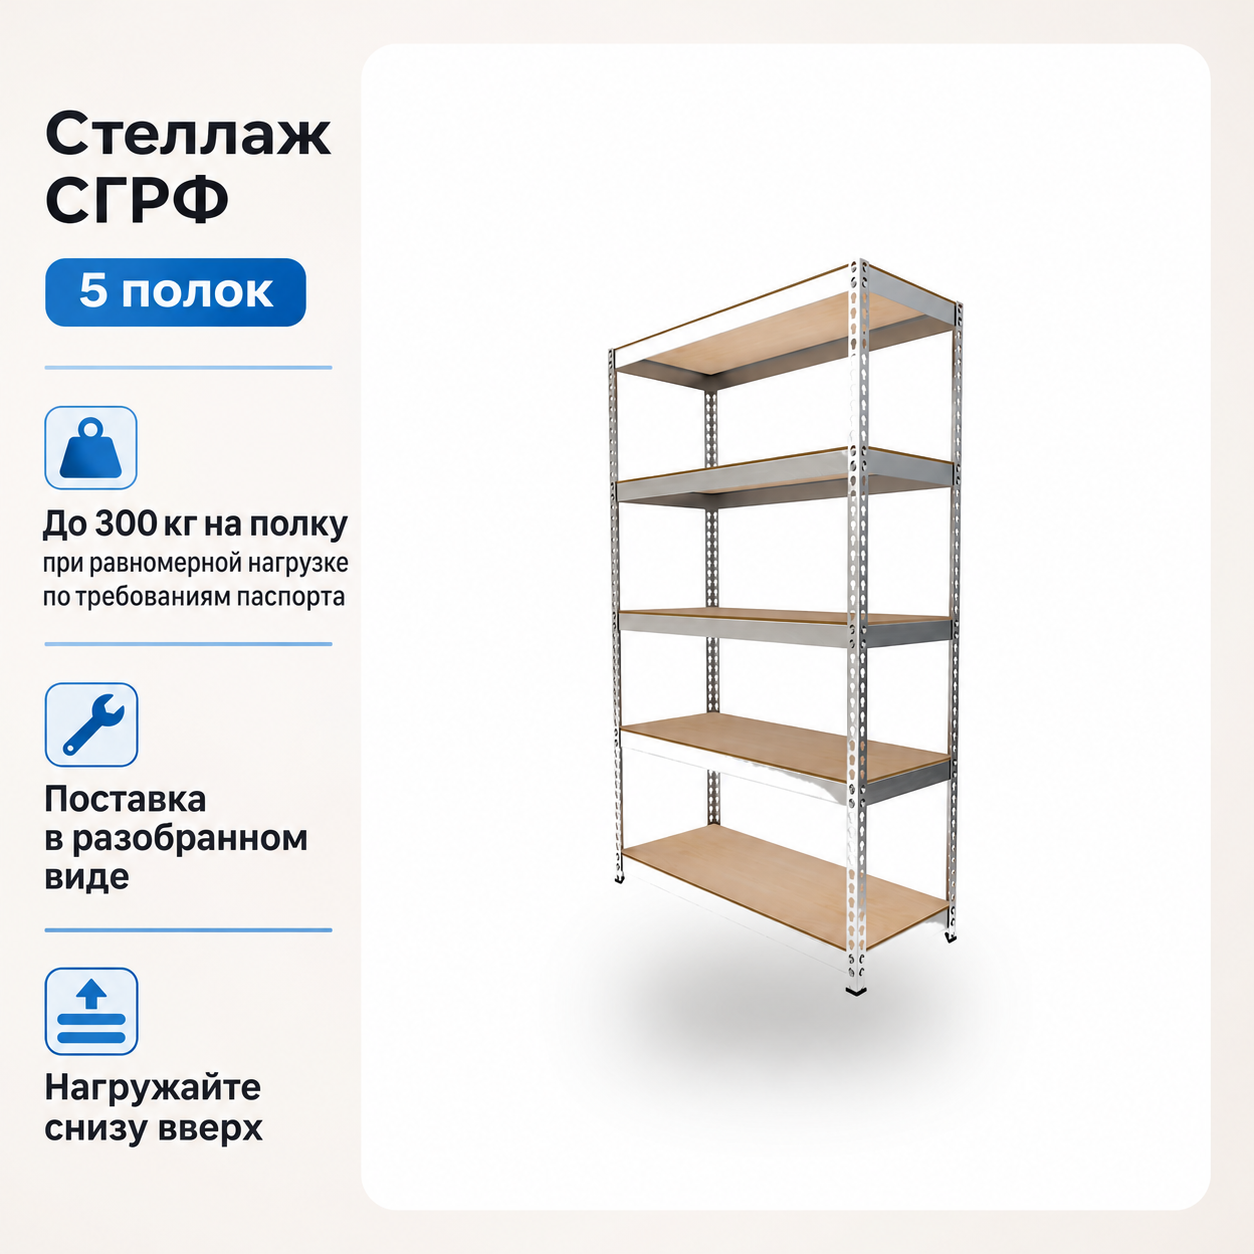 Стеллаж
СГРФ
5 полок
До 300 кг на полку
при равномерной нагрузке
по требованиям паспорта
Поставка
в разобранном
виде
Нагружайте
снизу вверх